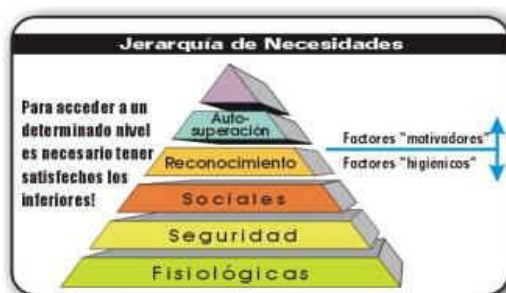 Jerarquía de Necesidades
Para acceder a un
determinado nivel
es necesario tener
satisfechos los
inferiores!
Auto-
superación
Reconocimiento
Sociales
Seguridad
Fisiológicas
Factores "motivadores"
Factores "higiénicos"